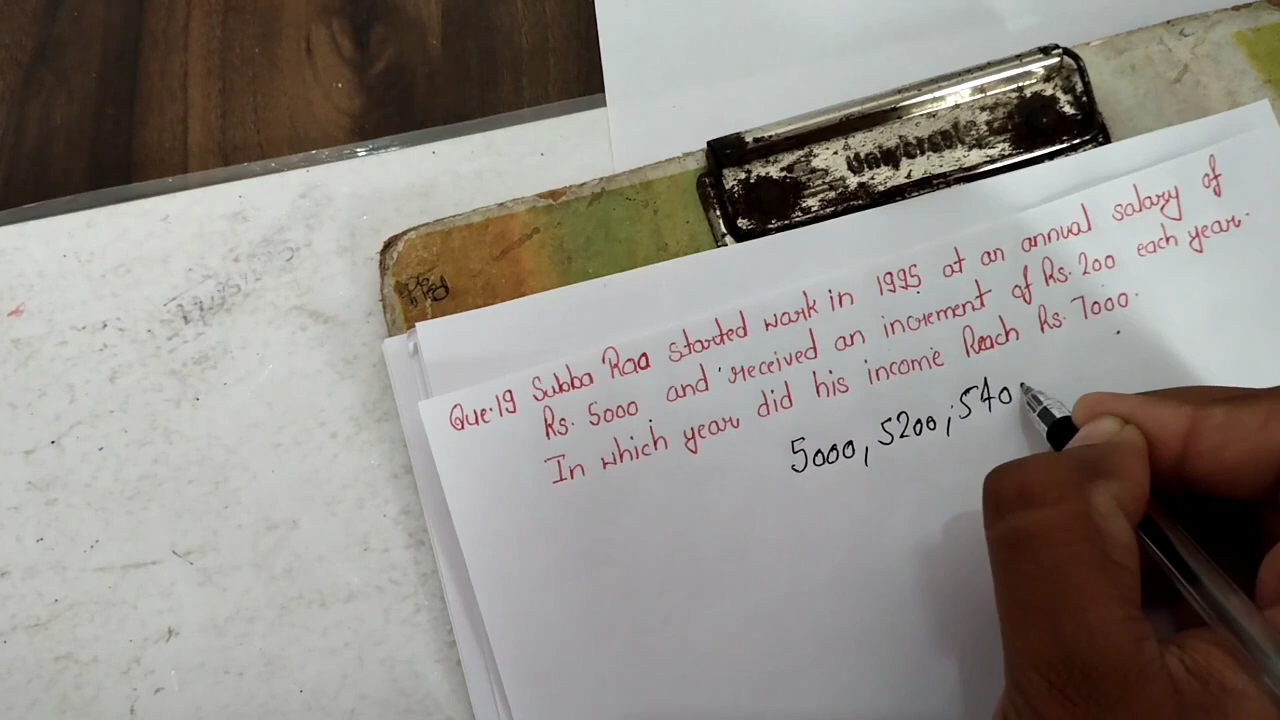 Universal
Que.19 Subba Rao started work in 1995 at an annual salary of
Rs. 5000 and received an increment of Rs. 200 each year.
In which year did his income Reach Rs. 7000.
5000, 5200, 540